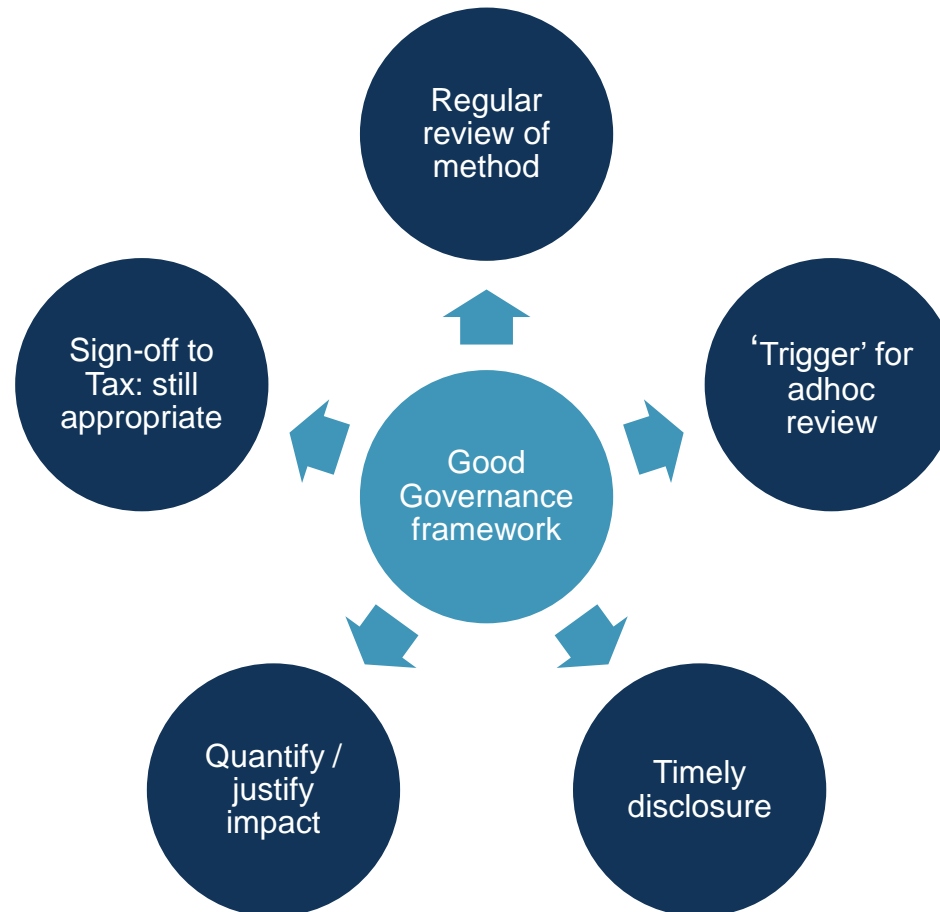 Regular
review of
method
Sign-off to
Tax: still
appropriate
‘Trigger’ for
adhoc
review
Good
Governance
framework
Quantify /
justify
impact
Timely
disclosure